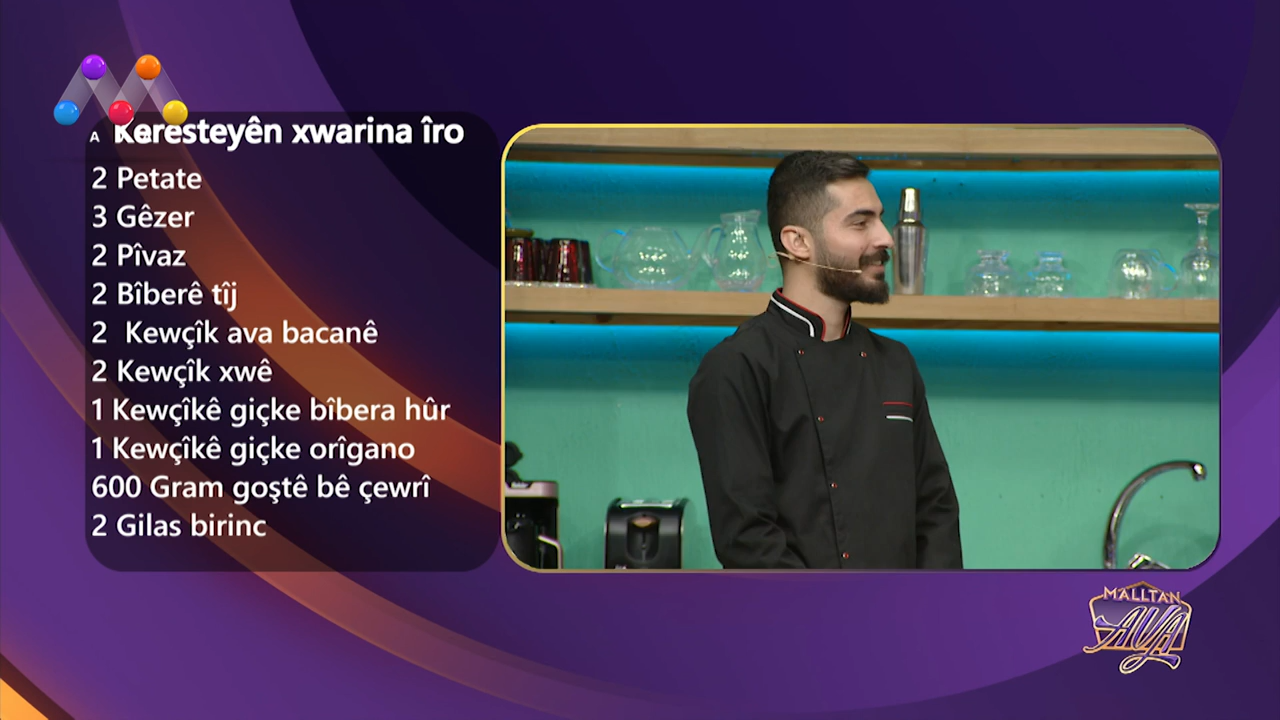 Keresteyên xwarina îro
2 Petate
3 Gêzer
2 Pîvaz
2 Bîberê tîj
2 Kewçîk ava bacanê
2 Kewçîk xwê
1 Kewçîkê giçke bîbera hûr
1 Kewçîkê giçke orîgano
600 Gram goştê bê çewrî
2 Gilas birinc
MALLTAN
AVA